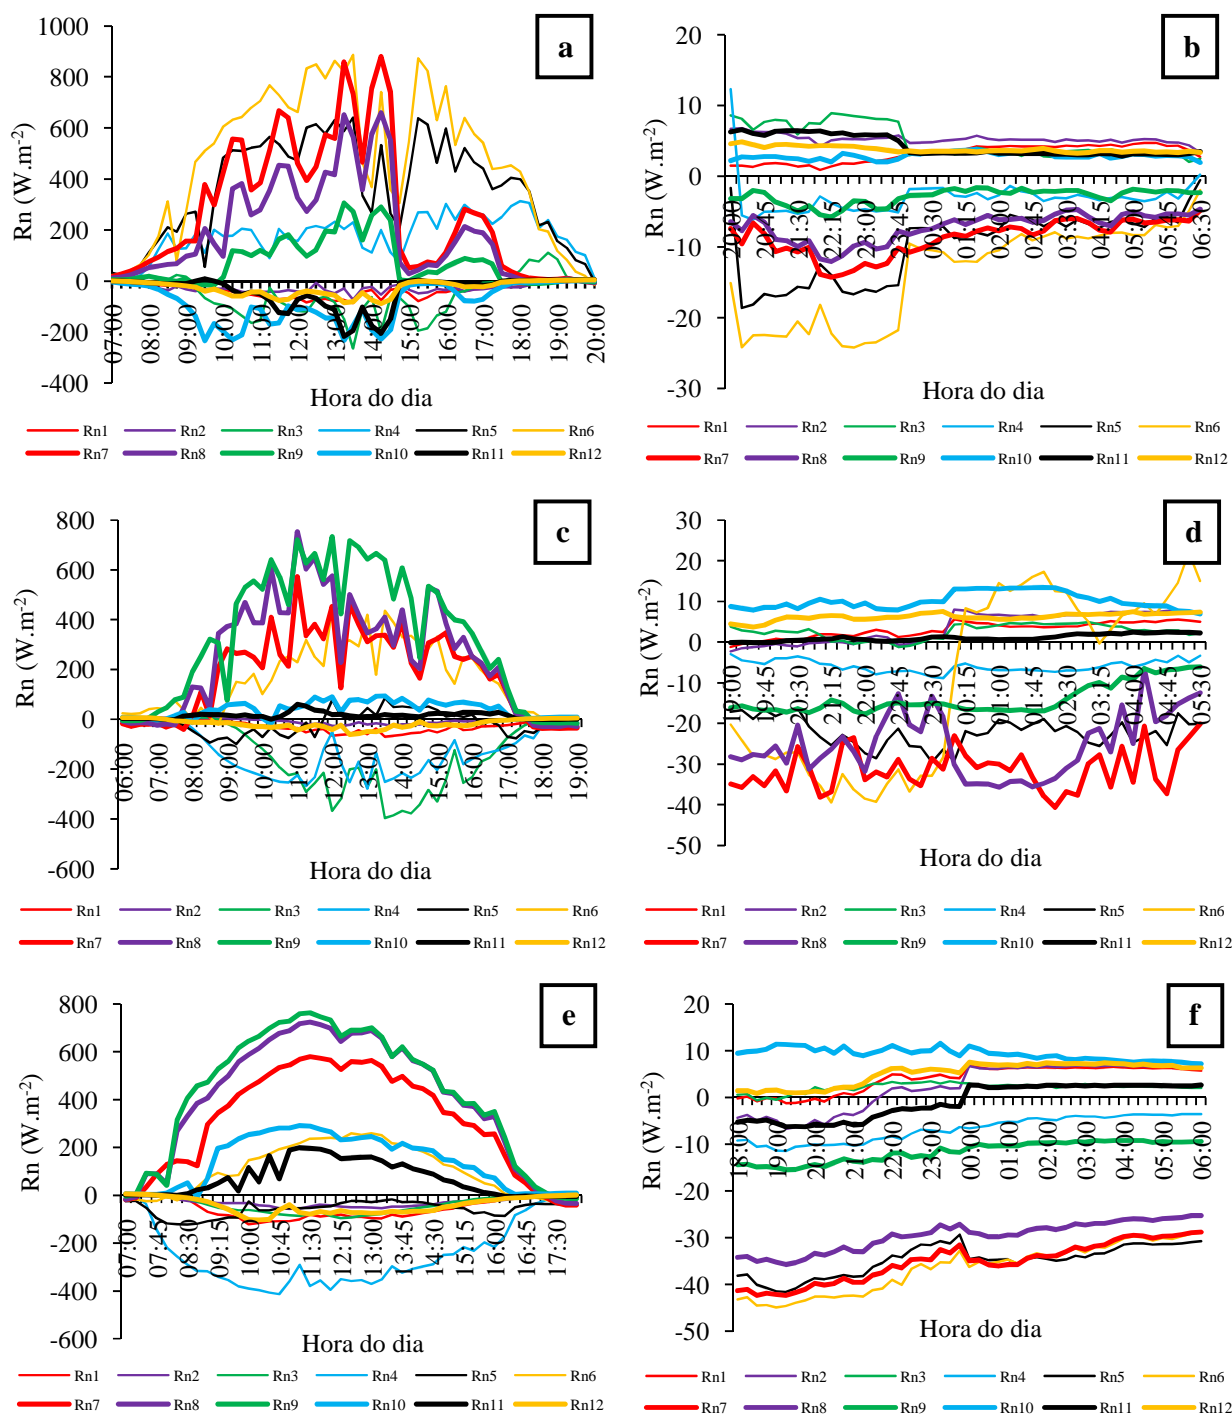 a
Rn (W.m-2)
1000
800
600
400
200
0
-200
-400
07:00 08:00 09:00 10:00 11:00 12:00 13:00 14:00 15:00 16:00 17:00 18:00 19:00 20:00
Hora do dia
Rn1 Rn2 Rn3 Rn4 Rn5 Rn6
Rn7 Rn8 Rn9 Rn10 Rn11 Rn12
b
Rn (W.m-2)
20
10
0
-10
-20
-30
20:00 20:45 21:30 22:15 23:00 23:45 00:30 01:15 02:00 02:45 03:30 04:15 05:00 05:45 06:30
Hora do dia
Rn1 Rn2 Rn3 Rn4 Rn5 Rn6
Rn7 Rn8 Rn9 Rn10 Rn11 Rn12
c
Rn (W.m-2)
800
600
400
200
0
-200
-400
-600
06:00 07:00 08:00 09:00 10:00 11:00 12:00 13:00 14:00 15:00 16:00 17:00 18:00 19:00
Hora do dia
Rn1 Rn2 Rn3 Rn4 Rn5 Rn6
Rn7 Rn8 Rn9 Rn10 Rn11 Rn12
d
Rn (W.m-2)
30
20
10
0
-10
-20
-30
-40
-50
19:00 19:45 20:30 22:15 22:00 23:45 23:30 00:15 01:00 01:45 02:30 03:15 04:00 04:45 05:30
Hora do dia
Rn1 Rn2 Rn3 Rn4 Rn5 Rn6
Rn7 Rn8 Rn9 Rn10 Rn11 Rn12
e
Rn (W.m-2)
800
600
400
200
0
-200
-400
-600
07:00 07:45 08:30 09:15 10:00 10:45 11:30 12:15 13:00 13:45 14:30 15:15 16:00 16:45 17:30
Hora do dia
Rn1 Rn2 Rn3 Rn4 Rn5 Rn6
Rn7 Rn8 Rn9 Rn10 Rn11 Rn12
f
Rn (W.m-2)
20
10
0
-10
-20
-30
-40
-50
18:00 19:00 20:00 21:00 22:00 23:00 00:00 01:00 02:00 03:00 04:00 05:00 06:00
Hora do dia
Rn1 Rn2 Rn3 Rn4 Rn5 Rn6
Rn7 Rn8 Rn9 Rn10 Rn11 Rn12